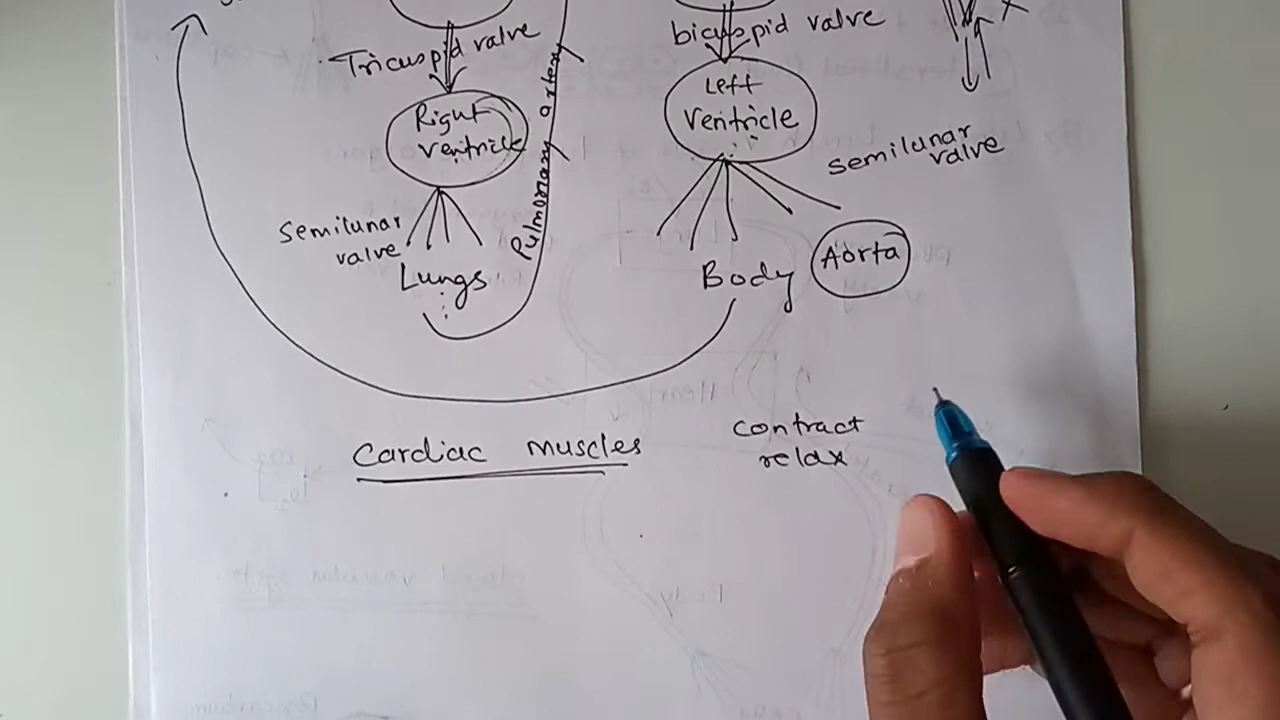 Tricuspid valve
bicuspid valve
Right
ventricle
Left
ventricle
Pulmonary artery
semilunar
valve
semilunar
valve
Lungs
Body
Aorta
Cardiac muscles
contract
relax